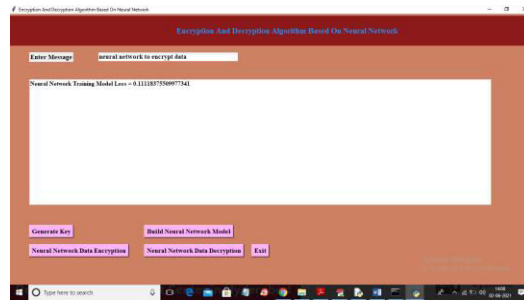 Encryption And Decryption Algorithm Based On Neural Network
Encryption And Decryption Algorithm Based On Neural Network
Enter Message
neural network to encrypt data
Neural Network Training Model Loss = 0.11118375509977341
Generate Key
Build Neural Network Model
Neural Network Data Encryption
Neural Network Data Decryption
Exit
Type here to search